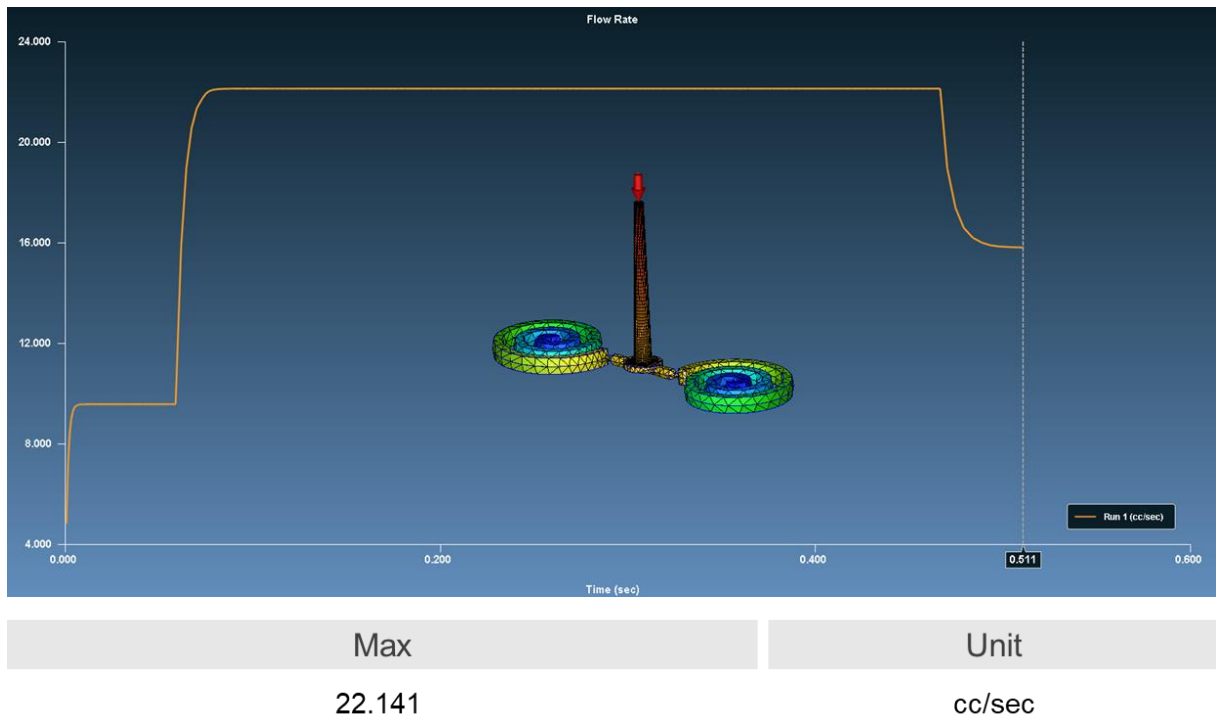 Flow Rate
24.000
20.000
16.000
12.000
8.000
4.000
Run 1 (cc/sec)
0.000 0.200 0.400 0.511 0.600
Time (sec)
Max Unit
22.141 cc/sec